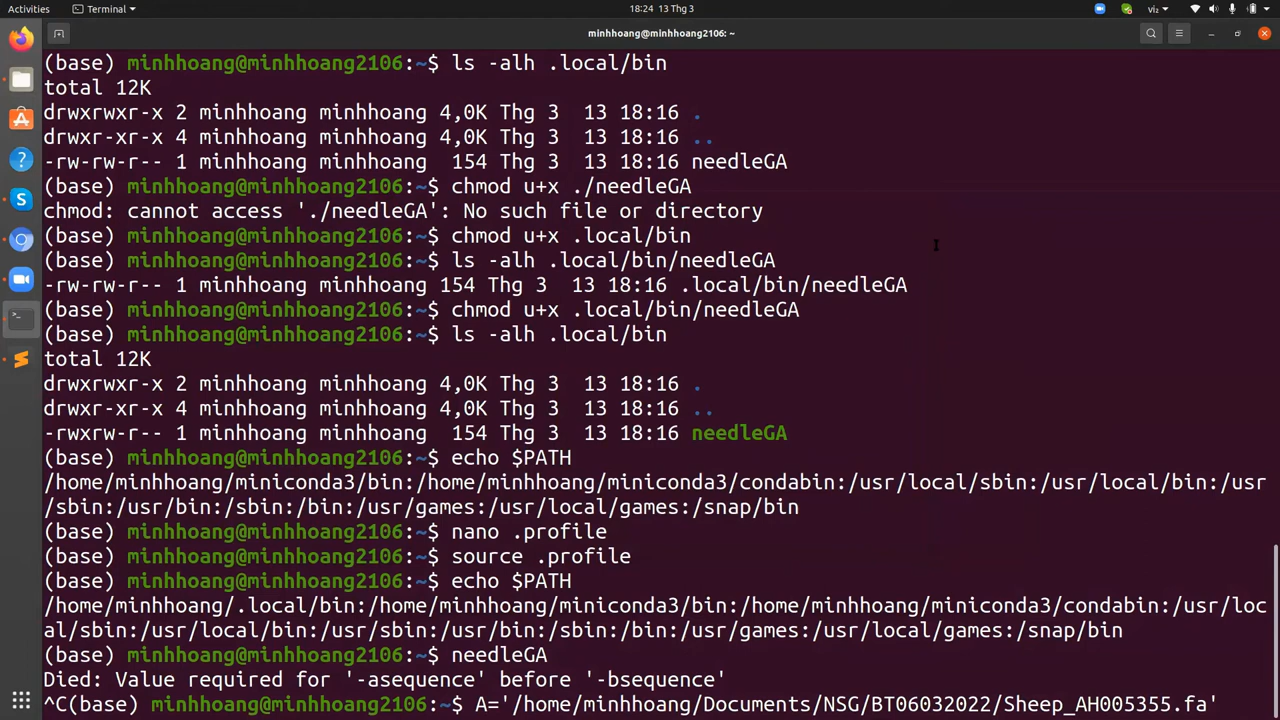 Activities
Terminal
18:24 13 Thg 3
vi2
minhhoang@minhhoang2106: ~
(base) minhhoang@minhhoang2106:~$ ls -alh .local/bin
total 12K
drwxrwxr-x 2 minhhoang minhhoang 4,0K Thg 3  13 18:16 .
drwxr-xr-x 4 minhhoang minhhoang 4,0K Thg 3  13 18:16 ..
-rw-rw-r-- 1 minhhoang minhhoang  154 Thg 3  13 18:16 needleGA
(base) minhhoang@minhhoang2106:~$ chmod u+x ./needleGA
chmod: cannot access './needleGA': No such file or directory
(base) minhhoang@minhhoang2106:~$ chmod u+x .local/bin
(base) minhhoang@minhhoang2106:~$ ls -alh .local/bin/needleGA
-rw-rw-r-- 1 minhhoang minhhoang 154 Thg 3  13 18:16 .local/bin/needleGA
(base) minhhoang@minhhoang2106:~$ chmod u+x .local/bin/needleGA
(base) minhhoang@minhhoang2106:~$ ls -alh .local/bin
total 12K
drwxrwxr-x 2 minhhoang minhhoang 4,0K Thg 3  13 18:16 .
drwxr-xr-x 4 minhhoang minhhoang 4,0K Thg 3  13 18:16 ..
-rwxrw-r-- 1 minhhoang minhhoang  154 Thg 3  13 18:16 needleGA
(base) minhhoang@minhhoang2106:~$ echo $PATH
/home/minhhoang/miniconda3/bin:/home/minhhoang/miniconda3/condabin:/usr/local/sbin:/usr/local/bin:/usr
/sbin:/usr/bin:/sbin:/bin:/usr/games:/usr/local/games:/snap/bin
(base) minhhoang@minhhoang2106:~$ nano .profile
(base) minhhoang@minhhoang2106:~$ source .profile
(base) minhhoang@minhhoang2106:~$ echo $PATH
/home/minhhoang/.local/bin:/home/minhhoang/miniconda3/bin:/home/minhhoang/miniconda3/condabin:/usr/loc
al/sbin:/usr/local/bin:/usr/sbin:/usr/bin:/sbin:/bin:/usr/games:/usr/local/games:/snap/bin
(base) minhhoang@minhhoang2106:~$ needleGA
Died: Value required for '-asequence' before '-bsequence'
^C(base) minhhoang@minhhoang2106:~$ A='/home/minhhoang/Documents/NSG/BT06032022/Sheep_AH005355.fa'